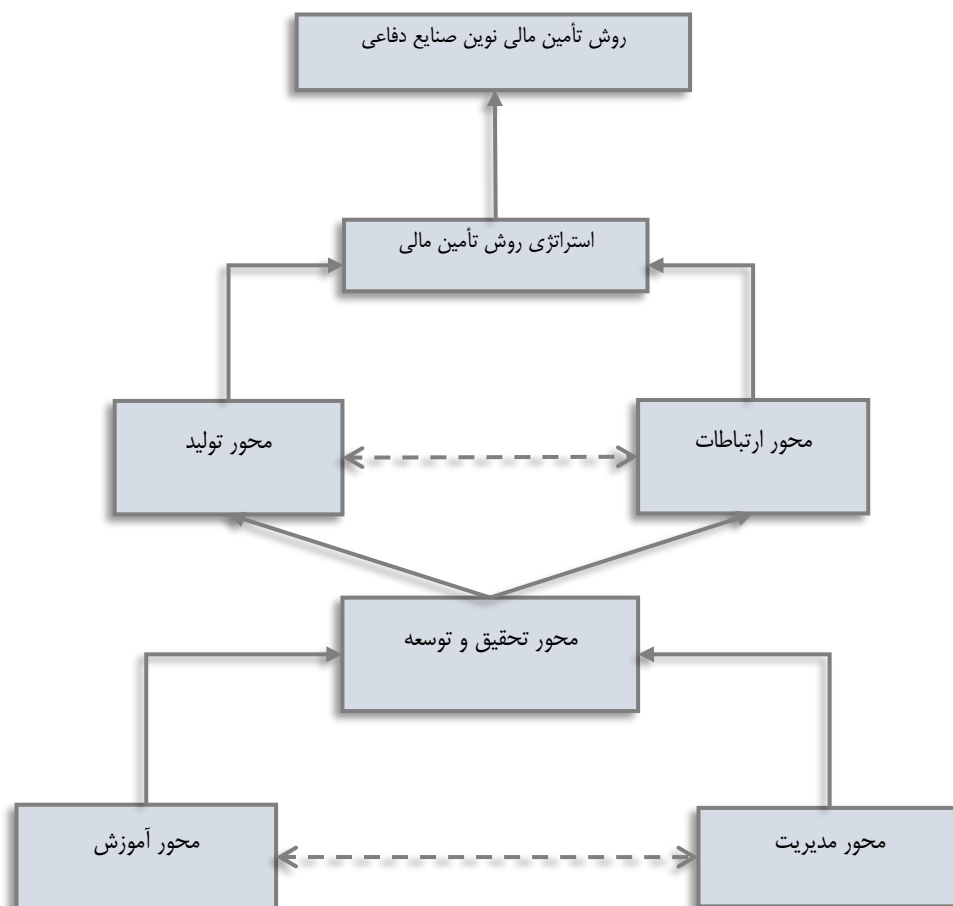 روش تأمین مالی نوین صنایع دفاعی
استراتژی روش تأمین مالی
محور ارتباطات
محور تولید
محور تحقیق و توسعه
محور مدیریت
محور آموزش